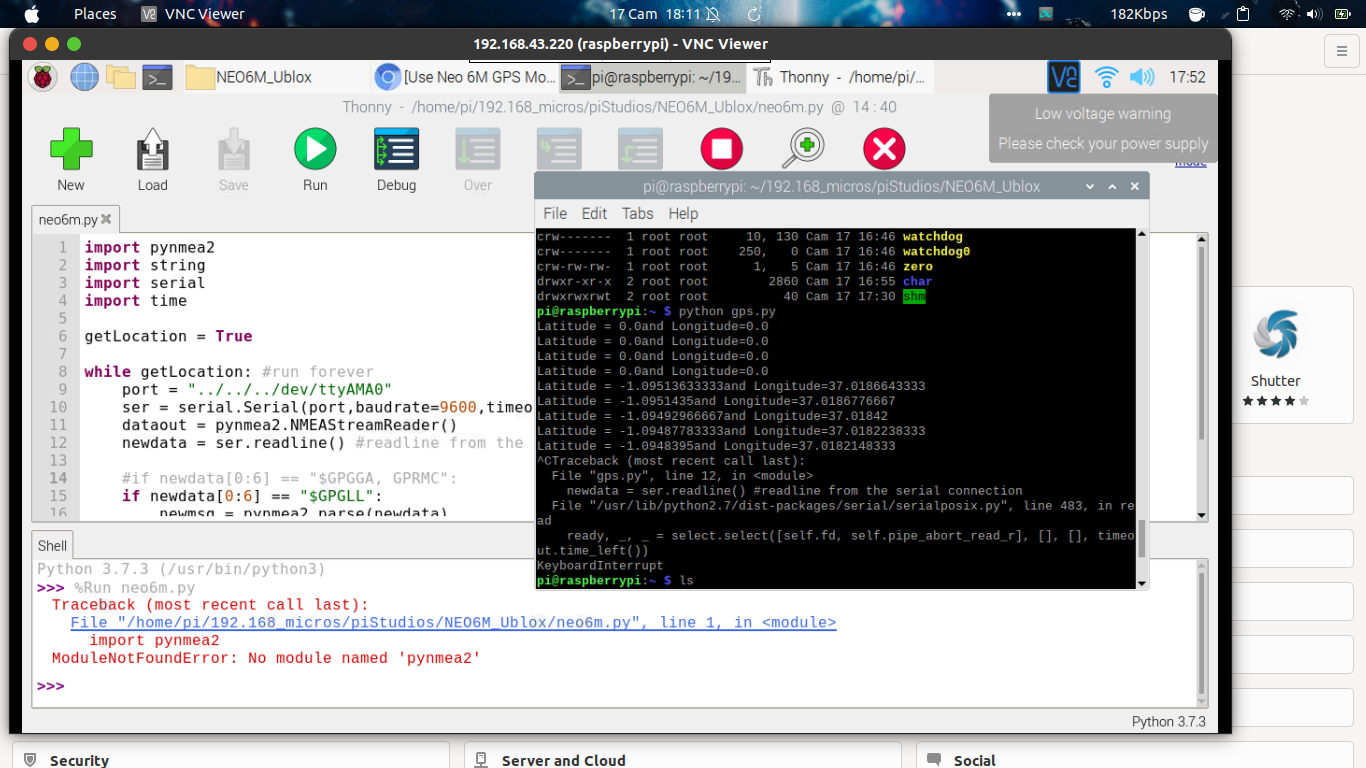 Places VNC Viewer 17 Cam 18:11 182Kbps
192.168.43.220 (raspberrypi) - VNC Viewer
NEO6M_Ublox [Use Neo 6M GPS Mo... pi@raspberrypi: ~/19... Thonny - /home/pi/... 17:52
Thonny - /home/pi/192.168_micros/piStudios/NEO6M_Ublox/neo6m.py @ 14 : 40
Low voltage warning
Please check your power supply
mode
New Load Save Run Debug Over
pi@raspberrypi: ~/192.168_micros/piStudios/NEO6M_Ublox
File Edit Tabs Help
neo6m.py
1 import pynmea2
2 import string
3 import serial
4 import time
5
6 getLocation = True
7
8 while getLocation: #run forever
9 port = "../../../dev/ttyAMA0"
10 ser = serial.Serial(port,baudrate=9600,timeo
11 dataout = pynmea2.NMEAStreamReader()
12 newdata = ser.readline() #readline from the
13
14 #if newdata[0:6] == "$GPGGA, GPRMC":
15 if newdata[0:6] == "$GPGLL":
16 newmsg = pynmea2.parse(newdata)
crw------- 1 root root 10, 130 Cam 17 16:46 watchdog
crw------- 1 root root 250, 0 Cam 17 16:46 watchdog0
crw-rw-rw- 1 root root 1, 5 Cam 17 16:46 zero
drwxr-xr-x 2 root root 2860 Cam 17 16:55 char
drwxrwxrwt 2 root root 40 Cam 17 17:30 shm
pi@raspberrypi:~ $ python gps.py
Latitude = 0.0and Longitude=0.0
Latitude = 0.0and Longitude=0.0
Latitude = 0.0and Longitude=0.0
Latitude = 0.0and Longitude=0.0
Latitude = -1.09513633333and Longitude=37.0186643333
Latitude = -1.0951435and Longitude=37.0186776667
Latitude = -1.09492966667and Longitude=37.01842
Latitude = -1.09487783333and Longitude=37.0182238333
Latitude = -1.0948395and Longitude=37.0182148333
^CTraceback (most recent call last):
File "gps.py", line 12, in <module>
newdata = ser.readline() #readline from the serial connection
File "/usr/lib/python2.7/dist-packages/serial/serialposix.py", line 483, in re
ad
ready, _, _ = select.select([self.fd, self.pipe_abort_read_r], [], [], timeo
ut.time_left())
KeyboardInterrupt
pi@raspberrypi:~ $ ls
Shell
Python 3.7.3 (/usr/bin/python3)
>>> %Run neo6m.py
Traceback (most recent call last):
File "/home/pi/192.168_micros/piStudios/NEO6M_Ublox/neo6m.py", line 1, in <module>
import pynmea2
ModuleNotFoundError: No module named 'pynmea2'
>>>
Python 3.7.3
Shutter
Security Server and Cloud Social